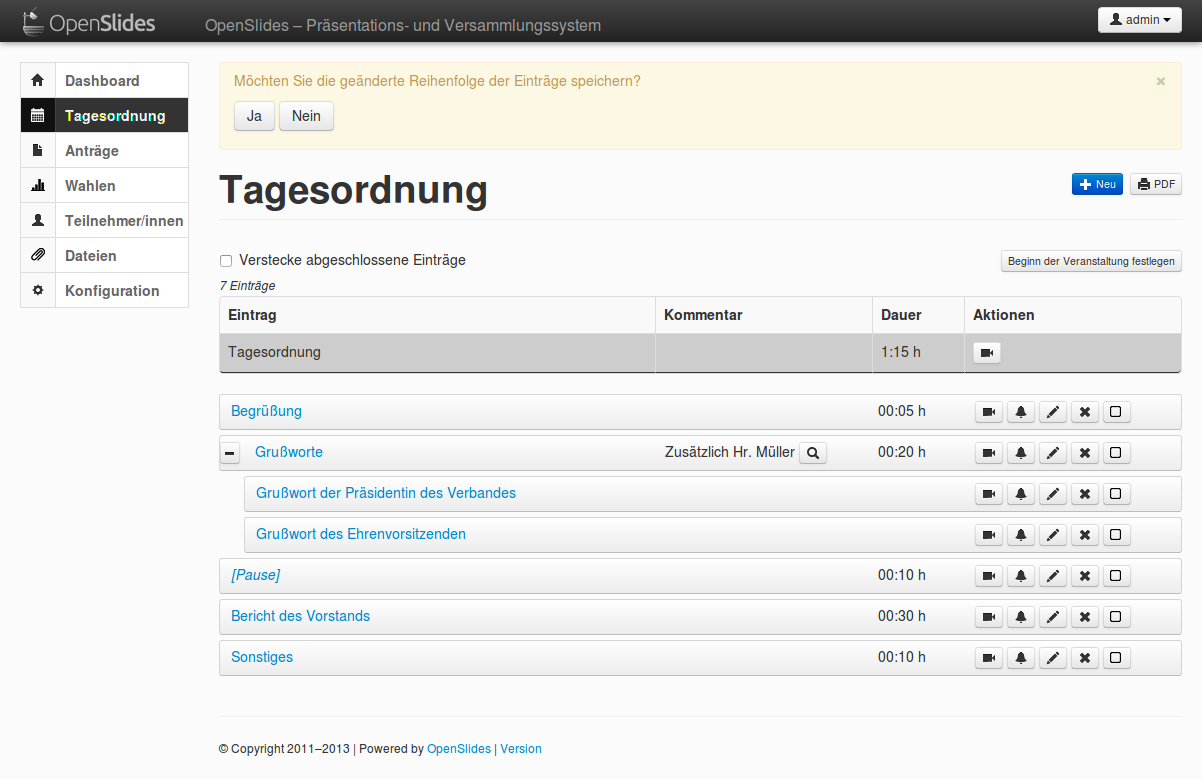 OpenSlides OpenSlides – Präsentations- und Versammlungssystem admin
Dashboard
Tagesordnung
Anträge
Wahlen
Teilnehmer/innen
Dateien
Konfiguration
Möchten Sie die geänderte Reihenfolge der Einträge speichern? ×
Ja Nein
Tagesordnung Neu PDF
Verstecke abgeschlossene Einträge Beginn der Veranstaltung festlegen
7 Einträge
Eintrag Kommentar Dauer Aktionen
Tagesordnung 1:15 h
Begrüßung 00:05 h
Grußworte Zusätzlich Hr. Müller 00:20 h
Grußwort der Präsidentin des Verbandes
Grußwort des Ehrenvorsitzenden
[Pause] 00:10 h
Bericht des Vorstands 00:30 h
Sonstiges 00:10 h
© Copyright 2011–2013 | Powered by OpenSlides | Version